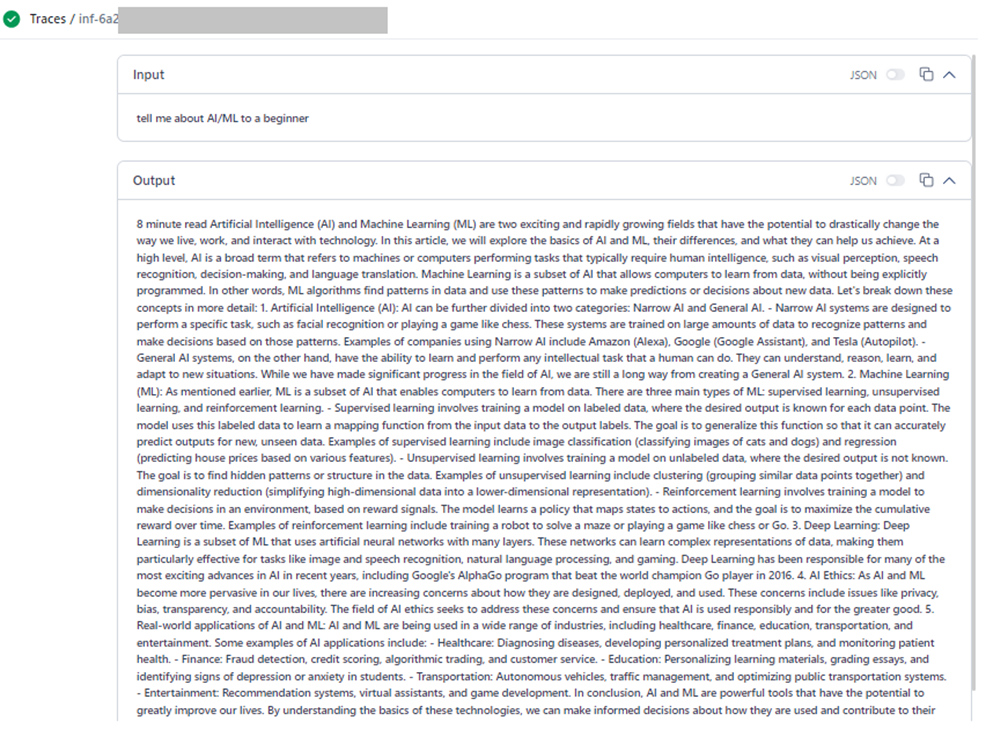 Traces / inf-6a2
Input
JSON
tell me about AI/ML to a beginner
Output
JSON
8 minute read Artificial Intelligence (AI) and Machine Learning (ML) are two exciting and rapidly growing fields that have the potential to drastically change the
way we live, work, and interact with technology. In this article, we will explore the basics of AI and ML, their differences, and what they can help us achieve. At a
high level, AI is a broad term that refers to machines or computers performing tasks that typically require human intelligence, such as visual perception, speech
recognition, decision-making, and language translation. Machine Learning is a subset of AI that allows computers to learn from data, without being explicitly
programmed. In other words, ML algorithms find patterns in data and use these patterns to make predictions or decisions about new data. Let's break down these
concepts in more detail: 1. Artificial Intelligence (AI): AI can be further divided into two categories: Narrow AI and General AI. - Narrow AI systems are designed to
perform a specific task, such as facial recognition or playing a game like chess. These systems are trained on large amounts of data to recognize patterns and
make decisions based on those patterns. Examples of companies using Narrow AI include Amazon (Alexa), Google (Google Assistant), and Tesla (Autopilot). -
General AI systems, on the other hand, have the ability to learn and perform any intellectual task that a human can do. They can understand, reason, learn, and
adapt to new situations. While we have made significant progress in the field of AI, we are still a long way from creating a General AI system. 2. Machine Learning
(ML): As mentioned earlier, ML is a subset of AI that enables computers to learn from data. There are three main types of ML: supervised learning, unsupervised
learning, and reinforcement learning. - Supervised learning involves training a model on labeled data, where the desired output is known for each data point. The
model uses this labeled data to learn a mapping function from the input data to the output labels. The goal is to generalize this function so that it can accurately
predict outputs for new, unseen data. Examples of supervised learning include image classification (classifying images of cats and dogs) and regression
(predicting house prices based on various features). - Unsupervised learning involves training a model on unlabeled data, where the desired output is not known.
The goal is to find hidden patterns or structure in the data. Examples of unsupervised learning include clustering (grouping similar data points together) and
dimensionality reduction (simplifying high-dimensional data into a lower-dimensional representation). - Reinforcement learning involves training a model to
make decisions in an environment, based on reward signals. The model learns a policy that maps states to actions, and the goal is to maximize the cumulative
reward over time. Examples of reinforcement learning include training a robot to solve a maze or playing a game like chess or Go. 3. Deep Learning: Deep
Learning is a subset of ML that uses artificial neural networks with many layers. These networks can learn complex representations of data, making them
particularly effective for tasks like image and speech recognition, natural language processing, and gaming. Deep Learning has been responsible for many of the
most exciting advances in AI in recent years, including Google's AlphaGo program that beat the world champion Go player in 2016. 4. AI Ethics: As AI and ML
become more pervasive in our lives, there are increasing concerns about how they are designed, deployed, and used. These concerns include issues like privacy,
bias, transparency, and accountability. The field of AI ethics seeks to address these concerns and ensure that AI is used responsibly and for the greater good. 5.
Real-world applications of AI and ML: AI and ML are being used in a wide range of industries, including healthcare, finance, education, transportation, and
entertainment. Some examples of AI applications include: - Healthcare: Diagnosing diseases, developing personalized treatment plans, and monitoring patient
health. - Finance: Fraud detection, credit scoring, algorithmic trading, and customer service. - Education: Personalizing learning materials, grading essays, and
identifying signs of depression or anxiety in students. - Transportation: Autonomous vehicles, traffic management, and optimizing public transportation systems.
- Entertainment: Recommendation systems, virtual assistants, and game development. In conclusion, AI and ML are powerful tools that have the potential to
greatly improve our lives. By understanding the basics of these technologies, we can make informed decisions about how they are used and contribute to their